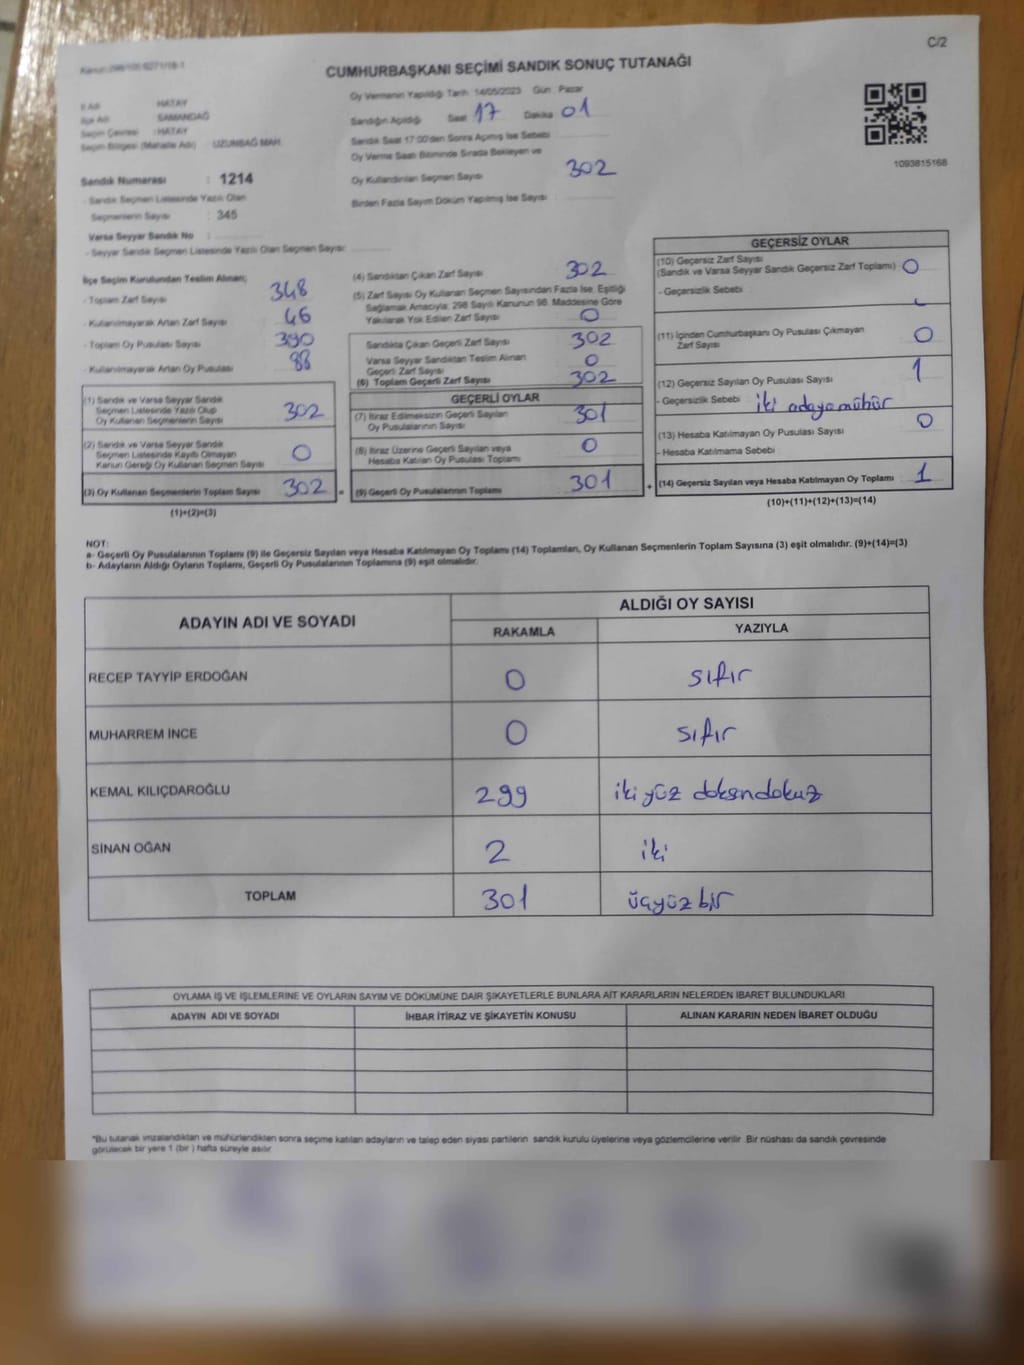 C/2
CUMHURBAŞKANI SEÇİMİ SANDIK SONUÇ TUTANAĞI
Oy Vermenin Yapıldığı Tarih : 14/05/2023 Gün : Pazar
Sandığın Açıldığı Saat 17 Dakika 01
Sandık Saat 17:00'den Sonra Açılmış İse Sebebi
Oy Verme Saati Bitiminde Sırada Bekleyen ve
Oy Kullandırılan Seçmen Sayısı 302
Birden Fazla Sayım Döküm Yapılmış İse Sayısı
1093815168
İl Adı HATAY
İlçe Adı SAMANDAĞ
Seçim Çevresi : HATAY
Seçim Bölgesi (Mahalle Adı) : UZUNBAĞ MAH.
Sandık Numarası : 1214
- Sandık Seçmen Listesinde Yazılı Olan
Seçmenlerin Sayısı : 345
Varsa Seyyar Sandık No :
- Seyyar Sandık Seçmen Listesinde Yazılı Olan Seçmen Sayısı:
İlçe Seçim Kurulundan Teslim Alınan;
- Toplam Zarf Sayısı 348
- Kullanılmayarak Artan Zarf Sayısı 46
- Toplam Oy Pusulası Sayısı 390
- Kullanılmayarak Artan Oy Pusulası 88
(1) Sandık ve Varsa Seyyar Sandık
Seçmen Listesinde Yazılı Olup
Oy Kullanan Seçmenlerin Sayısı 302
(2) Sandık ve Varsa Seyyar Sandık
Seçmen Listesinde Kayıtlı Olmayan
Kanun Gereği Oy Kullanan Seçmen Sayısı 0
(3) Oy Kullanan Seçmenlerin Toplam Sayısı 302 =
(1)+(2)=(3)
(4) Sandıktan Çıkan Zarf Sayısı 302
(5) Zarf Sayısı Oy Kullanan Seçmen Sayısından Fazla İse, Eşitliği
Sağlamak Amacıyla; 298 Sayılı Kanunun 98. Maddesine Göre
Yakılarak Yok Edilen Zarf Sayısı 0
Sandıkta Çıkan Geçerli Zarf Sayısı 302
Varsa Seyyar Sandıktan Teslim Alınan
Geçerli Zarf Sayısı 0
(6) Toplam Geçerli Zarf Sayısı 302
GEÇERLİ OYLAR
(7) İtiraz Edilmeksizin Geçerli Sayılan
Oy Pusulalarının Sayısı 301
(8) İtiraz Üzerine Geçerli Sayılan veya
Hesaba Katılan Oy Pusulası Toplamı 0
(9) Geçerli Oy Pusulalarının Toplamı 301 +
GEÇERSİZ OYLAR
(10) Geçersiz Zarf Sayısı
(Sandık ve Varsa Seyyar Sandık Geçersiz Zarf Toplamı) 0
- Geçersizlik Sebebi
(11) İçinden Cumhurbaşkanı Oy Pusulası Çıkmayan
Zarf Sayısı 0
(12) Geçersiz Sayılan Oy Pusulası Sayısı 1
- Geçersizlik Sebebi iki adaya mühür
(13) Hesaba Katılmayan Oy Pusulası Sayısı 0
- Hesaba Katılmama Sebebi
(14) Geçersiz Sayılan veya Hesaba Katılmayan Oy Toplamı 1
(10)+(11)+(12)+(13)=(14)
NOT:
a- Geçerli Oy Pusulalarının Toplamı (9) ile Geçersiz Sayılan veya Hesaba Katılmayan Oy Toplamı (14) Toplamları, Oy Kullanan Seçmenlerin Toplam Sayısına (3) eşit olmalıdır. (9)+(14)=(3)
b- Adayların Aldığı Oyların Toplamı, Geçerli Oy Pusulalarının Toplamına (9) eşit olmalıdır.
ADAYIN ADI VE SOYADI ALDIĞI OY SAYISI
RAKAMLA YAZIYLA
RECEP TAYYİP ERDOĞAN 0 sıfır
MUHARREM İNCE 0 sıfır
KEMAL KILIÇDAROĞLU 299 iki yüz doksandokuz
SİNAN OĞAN 2 iki
TOPLAM 301 üçyüz bir
OYLAMA İŞ VE İŞLEMLERİNE VE OYLARIN SAYIM VE DÖKÜMÜNE DAİR ŞİKAYETLERLE BUNLARA AİT KARARLARIN NELERDEN İBARET BULUNDUKLARI
ADAYIN ADI VE SOYADI İHBAR İTİRAZ VE ŞİKAYETİN KONUSU ALINAN KARARIN NEDEN İBARET OLDUĞU
*Bu tutanak imzalandıktan ve mühürlendikten sonra seçime katılan adayların ve talep eden siyasi partilerin sandık kurulu üyelerine veya gözlemcilerine verilir. Bir nüshası da sandık çevresinde
görülecek bir yere 1 (bir ) hafta süreyle asılır.